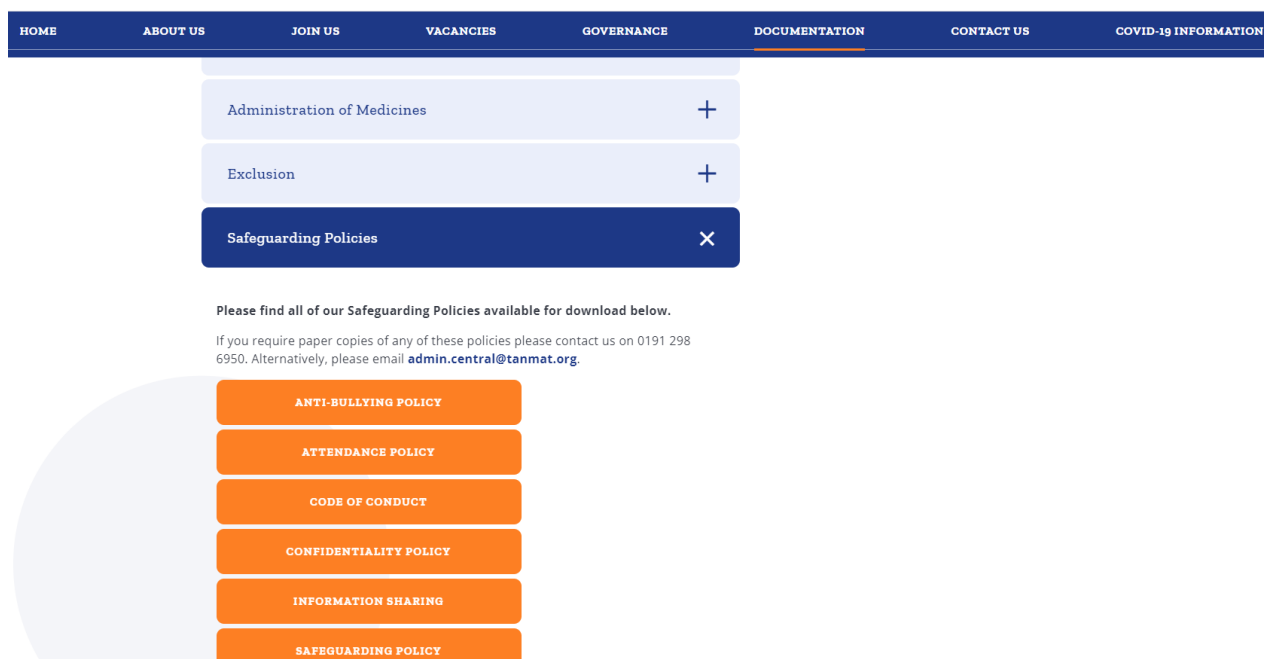 HOME ABOUT US JOIN US VACANCIES GOVERNANCE DOCUMENTATION CONTACT US COVID-19 INFORMATION
Administration of Medicines
Exclusion
Safeguarding Policies
Please find all of our Safeguarding Policies available for download below.
If you require paper copies of any of these policies please contact us on 0191 298
6950. Alternatively, please email admin.central@tanmat.org.
ANTI-BULLYING POLICY
ATTENDANCE POLICY
CODE OF CONDUCT
CONFIDENTIALITY POLICY
INFORMATION SHARING
SAFEGUARDING POLICY